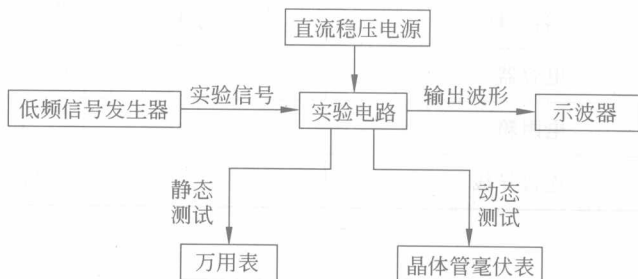 直流稳压电源
低频信号发生器
实验信号
实验电路
输出波形
示波器
静态
测试
动态
测试
万用表
晶体管毫伏表